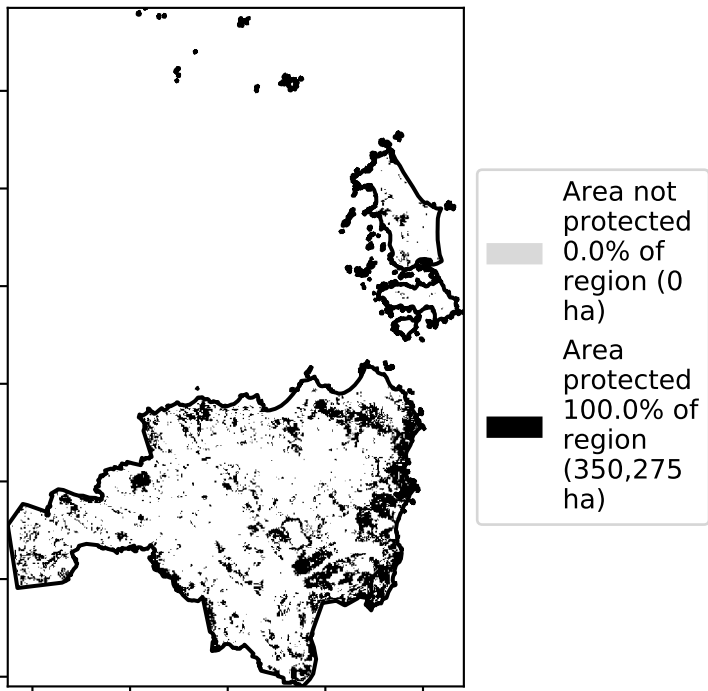 Area not
protected
0.0% of
region (0
ha)
Area
protected
100.0% of
region
(350,275
ha)